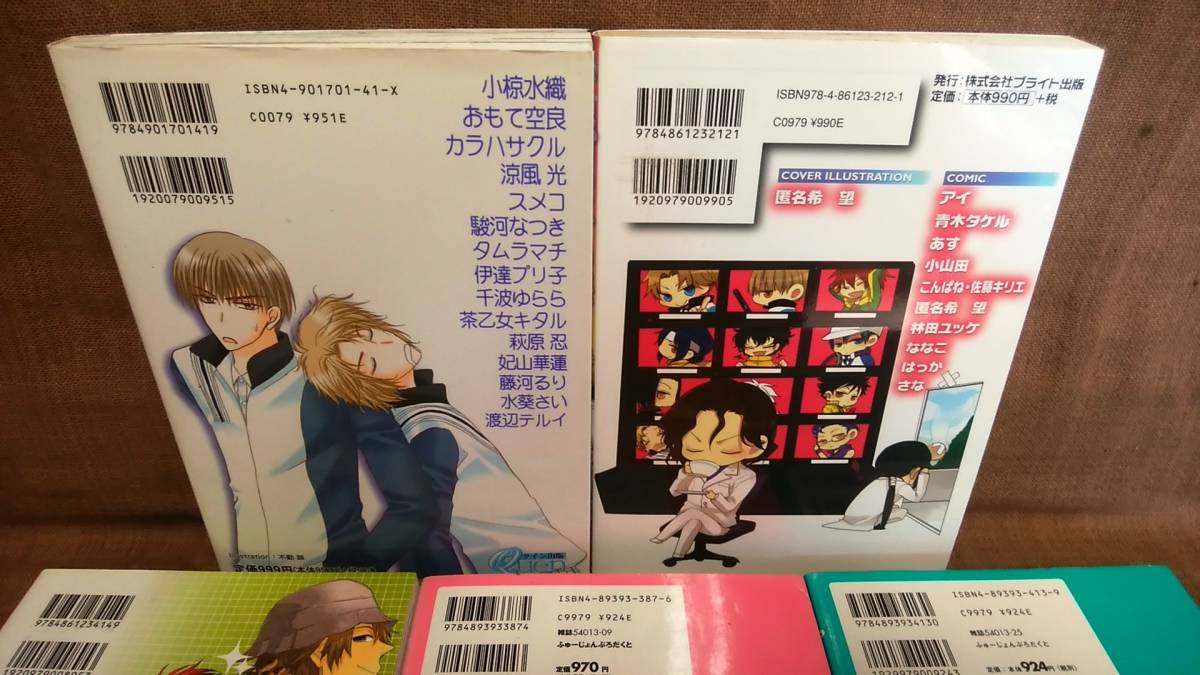 ISBN4-901701-41-X
9784901701419
C0079 ¥951E
1920079009515
小椋水織
おもて空良
カラハサクル
涼風 光
スメコ
駿河なつき
タムラマチ
伊達プリ子
千波ゆらら
茶乙女キタル
萩原 忍
妃山華蓮
藤河るり
水葵さい
渡辺テルイ
定価999円
9784861232121
ISBN978-4-86123-212-1
C0979 ¥990E
1920979009905
発行:株式会社ブライト出版
定価: 本体990円 +税
COVER ILLUSTRATION
匿名希 望
COMIC
アイ
青木タケル
あす
小山田
こんばね・佐藤キリエ
匿名希 望
林田ユッケ
ななこ
はっか
さな
9784861234149
ISBN4-89393-387-6
9784893933874
C9979 ¥924E
雑誌54013-09
ふゅーじょんぷろだくと
970円
ISBN4-89393-413-9
9784893934130
C9979 ¥924E
雑誌54013-25
ふゅーじょんぷろだくと
1929979009243
定価:本体924円(税別)